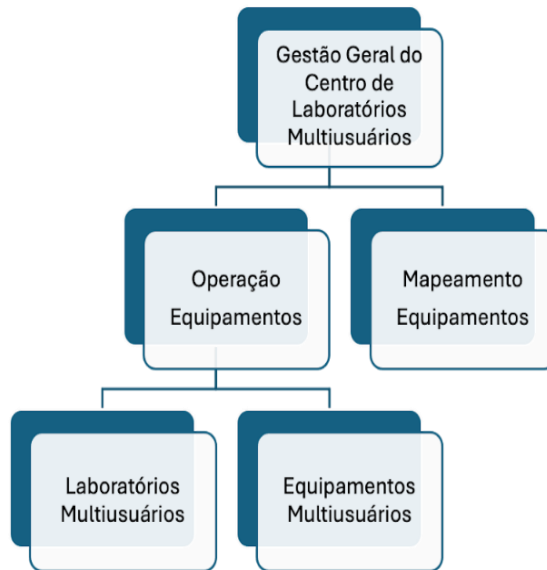 Gestão Geral do
Centro de
Laboratórios
Multiusuários
Operação
Equipamentos
Mapeamento
Equipamentos
Laboratórios
Multiusuários
Equipamentos
Multiusuários